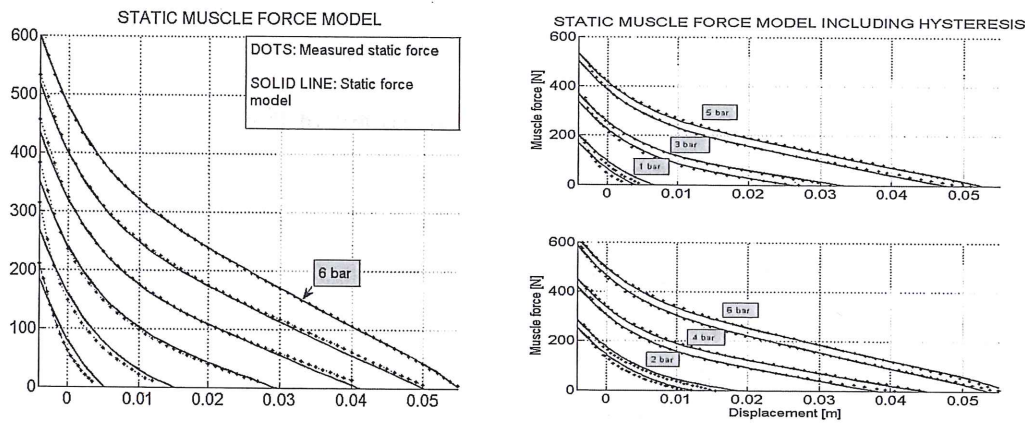 STATIC MUSCLE FORCE MODEL
600
500
400
300
200
100
0
DOTS: Measured static force
SOLID LINE: Static force
model
6 bar
0
0.01
0.02
0.03
0.04
0.05
STATIC MUSCLE FORCE MODEL INCLUDING HYSTERESIS
Muscle force [N]
600
400
200
0
5 bar
3 bar
1 bar
0
0.01
0.02
0.03
0.04
0.05
Muscle force [N]
600
400
200
0
6 bar
4 bar
2 bar
0
0.01
0.02
0.03
0.04
0.05
Displacement [m]